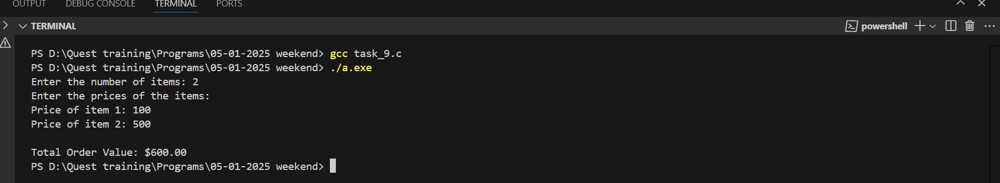 OUTPUT DEBUG CONSOLE TERMINAL PORTS
TERMINAL powershell
PS D:\Quest training\Programs\05-01-2025 weekend> gcc task_9.c
PS D:\Quest training\Programs\05-01-2025 weekend> ./a.exe
Enter the number of items: 2
Enter the prices of the items:
Price of item 1: 100
Price of item 2: 500
Total Order Value: $600.00
PS D:\Quest training\Programs\05-01-2025 weekend>